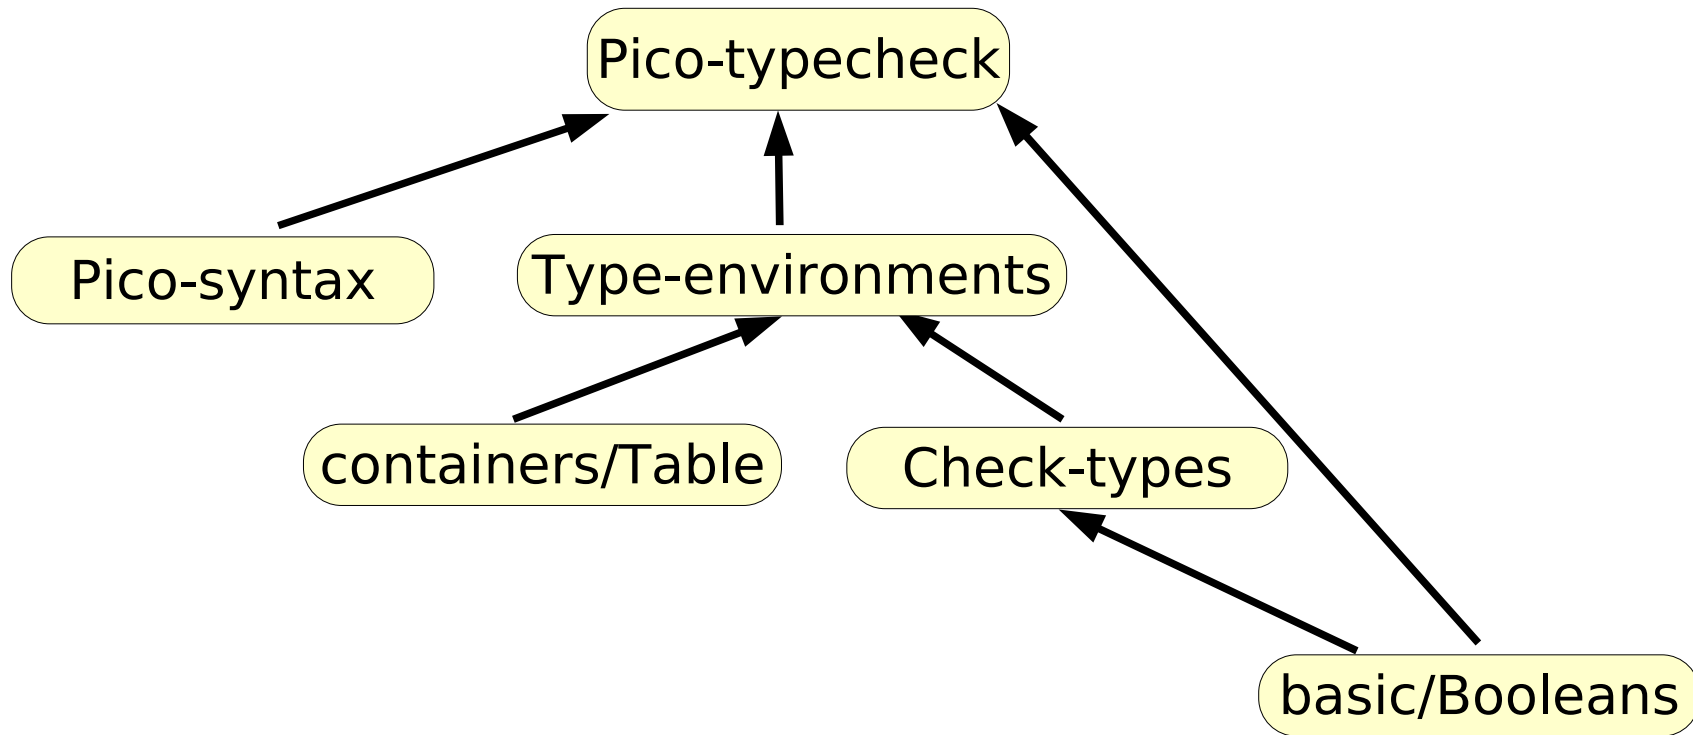 Pico-typecheck
Pico-syntax
Type-environments
containers/Table
Check-types
basic/Booleans